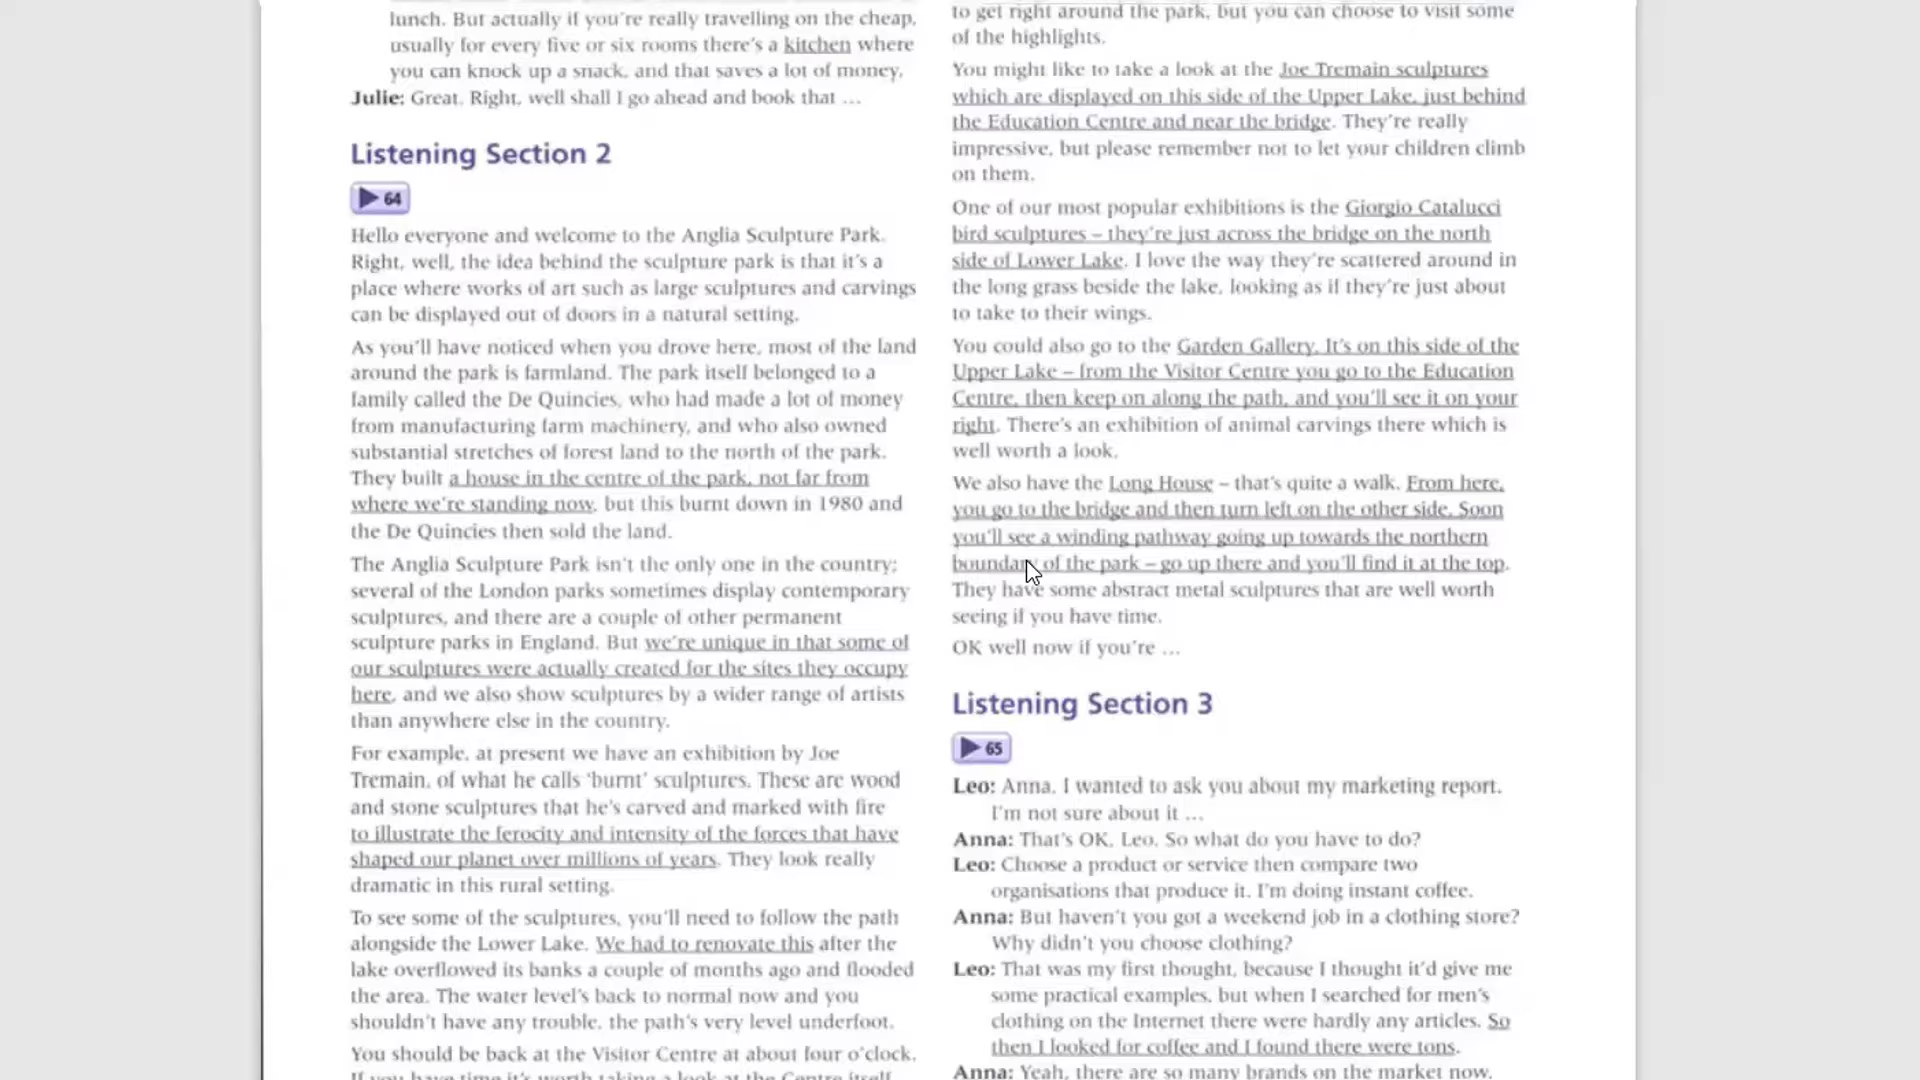 lunch. But actually if you're really travelling on the cheap,
usually for every five or six rooms there's a kitchen where
you can knock up a snack, and that saves a lot of money.
Julie: Great. Right, well shall I go ahead and book that …
Listening Section 2
64
Hello everyone and welcome to the Anglia Sculpture Park.
Right, well, the idea behind the sculpture park is that it's a
place where works of art such as large sculptures and carvings
can be displayed out of doors in a natural setting.
As you'll have noticed when you drove here, most of the land
around the park is farmland. The park itself belonged to a
family called the De Quincies, who had made a lot of money
from manufacturing farm machinery, and who also owned
substantial stretches of forest land to the north of the park.
They built a house in the centre of the park, not far from
where we're standing now, but this burnt down in 1980 and
the De Quincies then sold the land.
The Anglia Sculpture Park isn't the only one in the country;
several of the London parks sometimes display contemporary
sculptures, and there are a couple of other permanent
sculpture parks in England. But we're unique in that some of
our sculptures were actually created for the sites they occupy
here, and we also show sculptures by a wider range of artists
than anywhere else in the country.
For example, at present we have an exhibition by Joe
Tremain, of what he calls 'burnt' sculptures. These are wood
and stone sculptures that he's carved and marked with fire
to illustrate the ferocity and intensity of the forces that have
shaped our planet over millions of years. They look really
dramatic in this rural setting.
To see some of the sculptures, you'll need to follow the path
alongside the Lower Lake. We had to renovate this after the
lake overflowed its banks a couple of months ago and flooded
the area. The water level's back to normal now and you
shouldn't have any trouble, the path's very level underfoot.
You should be back at the Visitor Centre at about four o'clock.
If you have time it's worth taking a look at the Centre itself.
to get right around the park, but you can choose to visit some
of the highlights.
You might like to take a look at the Joe Tremain sculptures
which are displayed on this side of the Upper Lake, just behind
the Education Centre and near the bridge. They're really
impressive, but please remember not to let your children climb
on them.
One of our most popular exhibitions is the Giorgio Catalucci
bird sculptures – they're just across the bridge on the north
side of Lower Lake. I love the way they're scattered around in
the long grass beside the lake, looking as if they're just about
to take to their wings.
You could also go to the Garden Gallery. It's on this side of the
Upper Lake – from the Visitor Centre you go to the Education
Centre, then keep on along the path, and you'll see it on your
right. There's an exhibition of animal carvings there which is
well worth a look.
We also have the Long House – that's quite a walk. From here,
you go to the bridge and then turn left on the other side. Soon
you'll see a winding pathway going up towards the northern
boundary of the park – go up there and you'll find it at the top.
They have some abstract metal sculptures that are well worth
seeing if you have time.
OK well now if you're …
Listening Section 3
65
Leo: Anna, I wanted to ask you about my marketing report.
I'm not sure about it …
Anna: That's OK, Leo. So what do you have to do?
Leo: Choose a product or service then compare two
organisations that produce it. I'm doing instant coffee.
Anna: But haven't you got a weekend job in a clothing store?
Why didn't you choose clothing?
Leo: That was my first thought, because I thought it'd give me
some practical examples, but when I searched for men's
clothing on the Internet there were hardly any articles. So
then I looked for coffee and I found there were tons.
Anna: Yeah, there are so many brands on the market now.